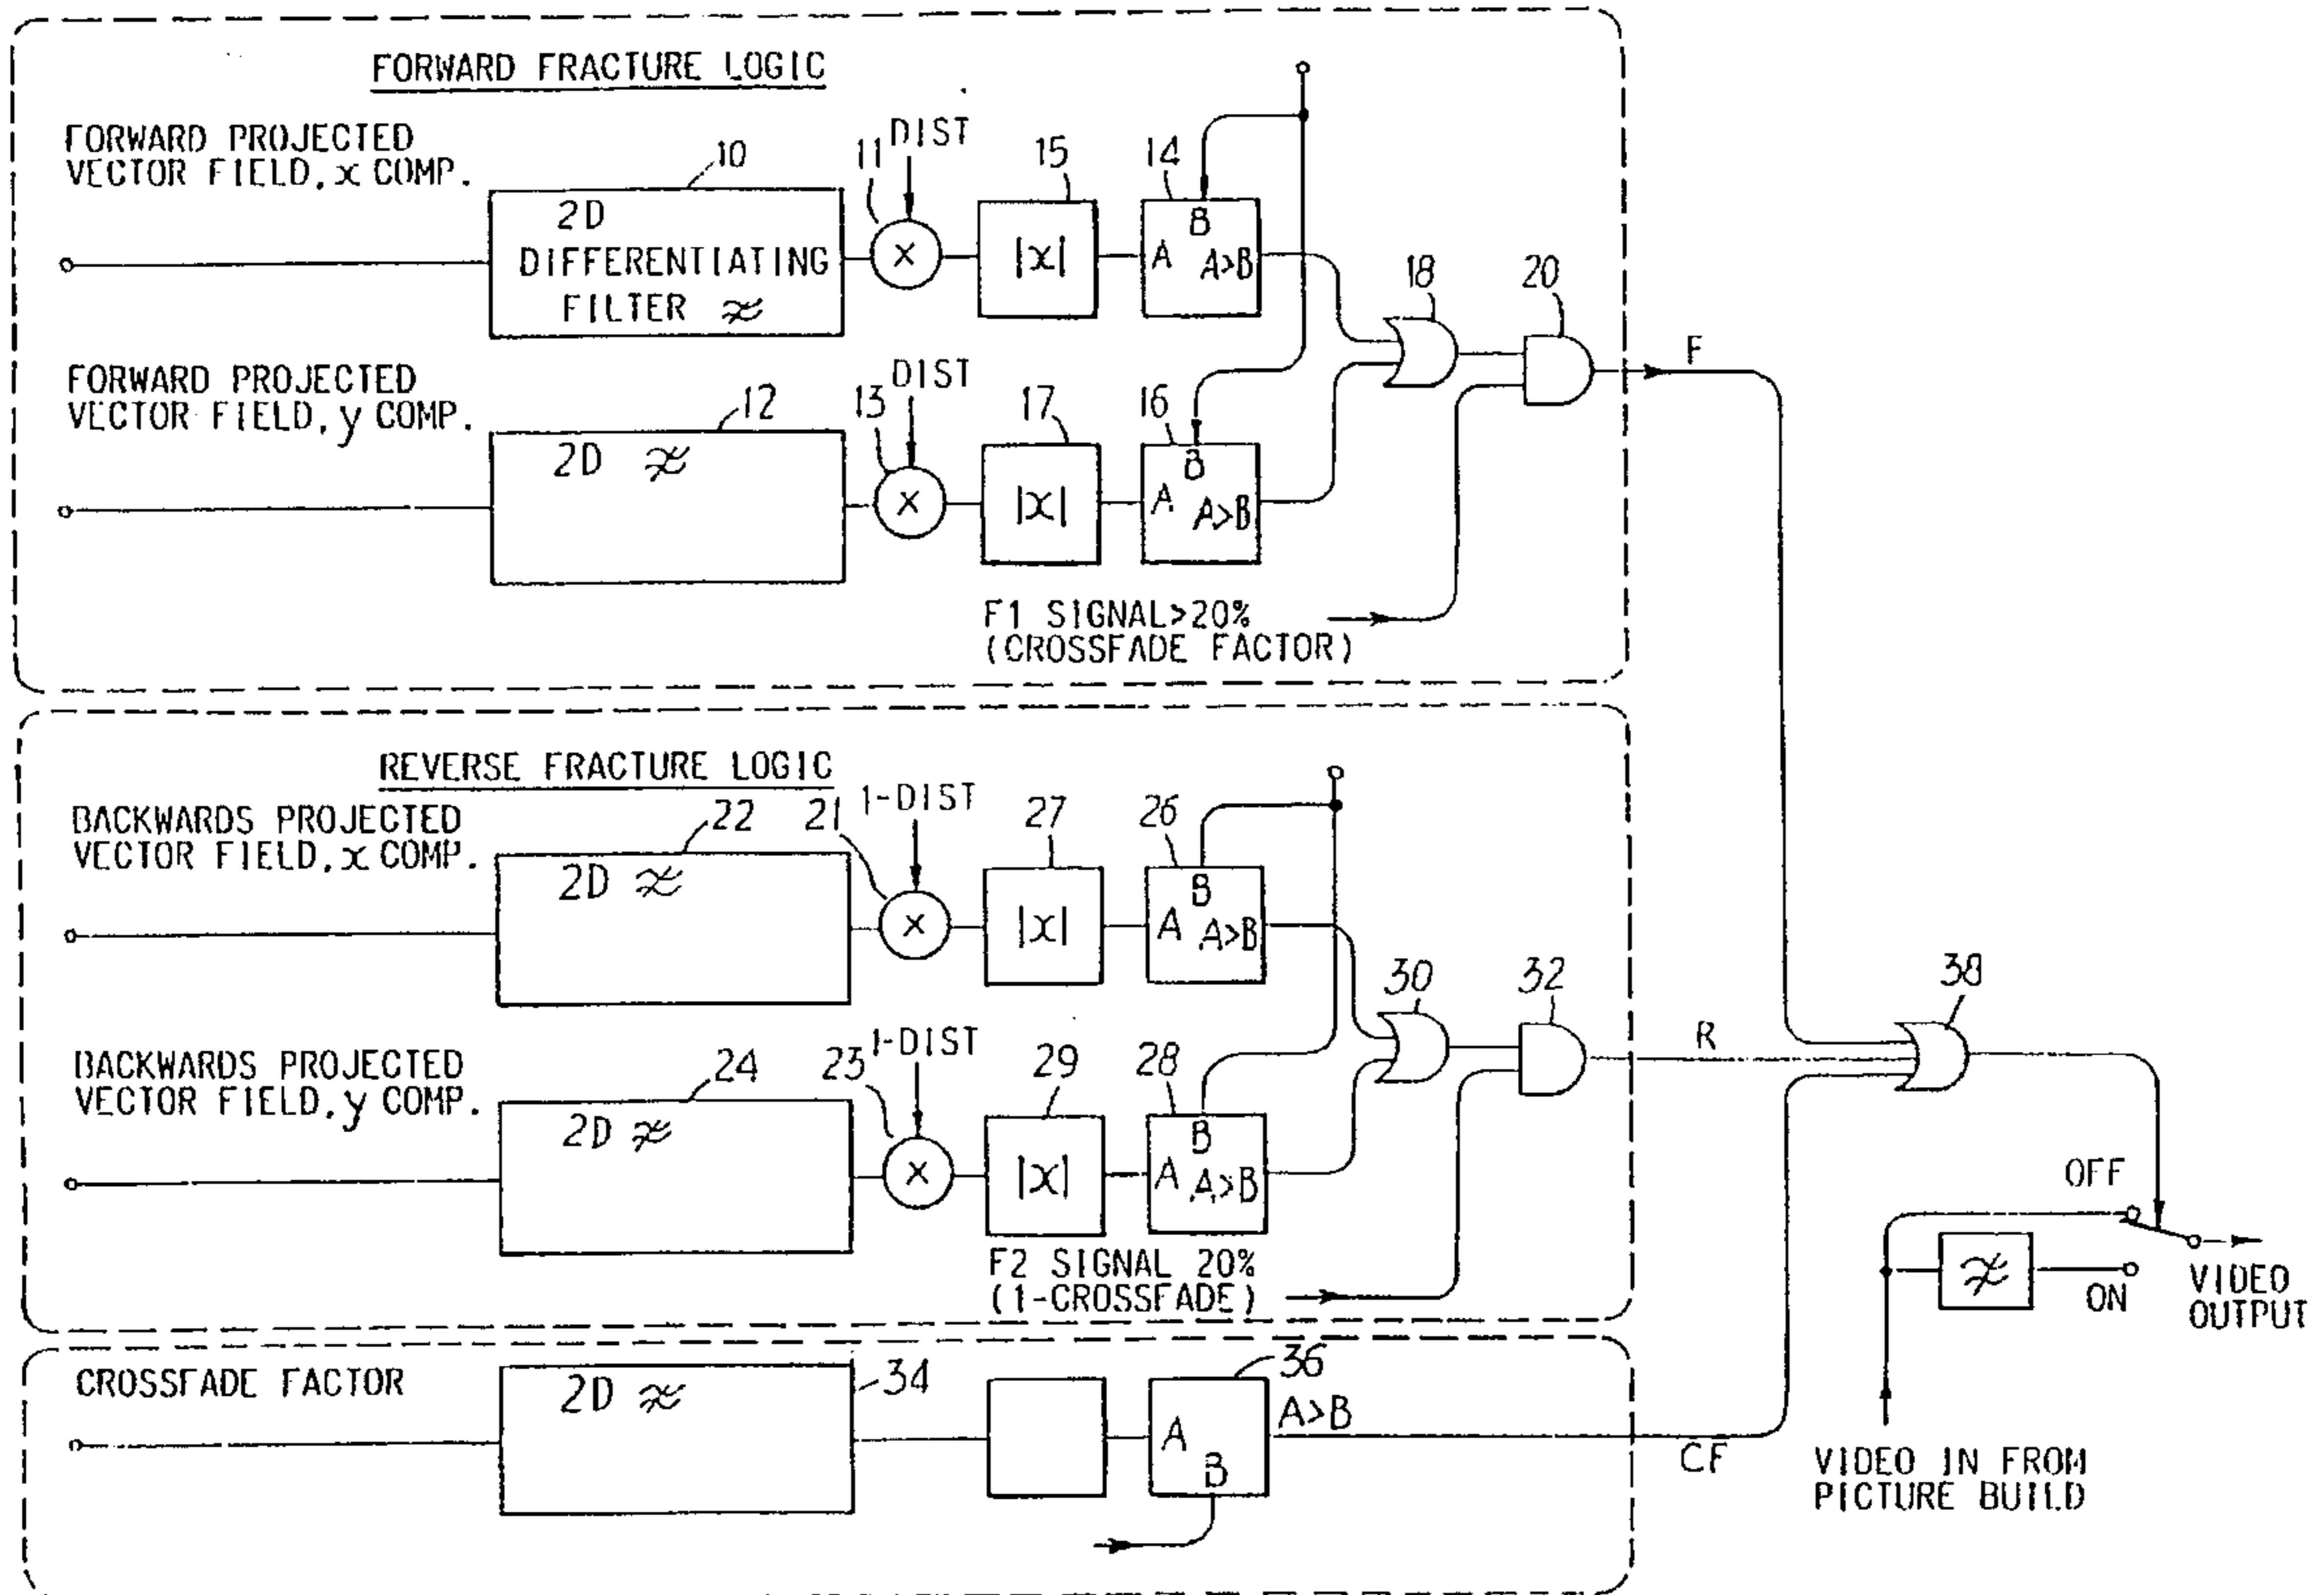 FORWARD FRACTURE LOGIC
FORWARD PROJECTED
VECTOR FIELD, x COMP.
10
11
DIST
15
14
2D
DIFFERENTIATING
FILTER
X
|x|
B
A
A>B
18
20
F
FORWARD PROJECTED
VECTOR FIELD, y COMP.
12
13
DIST
17
16
2D
X
|x|
B
A
A>B
F1 SIGNAL>20%
(CROSSFADE FACTOR)
REVERSE FRACTURE LOGIC
BACKWARDS PROJECTED
VECTOR FIELD, x COMP.
22
21
1-DIST
27
26
2D
X
|x|
B
A
A>B
30
32
R
38
BACKWARDS PROJECTED
VECTOR FIELD, y COMP.
24
23
1-DIST
29
28
2D
X
|x|
B
A
A>B
F2 SIGNAL 20%
(1-CROSSFADE)
OFF
ON
VIDEO
OUTPUT
CROSSFADE FACTOR
2D
34
36
A
B
A>B
CF
VIDEO IN FROM
PICTURE BUILD